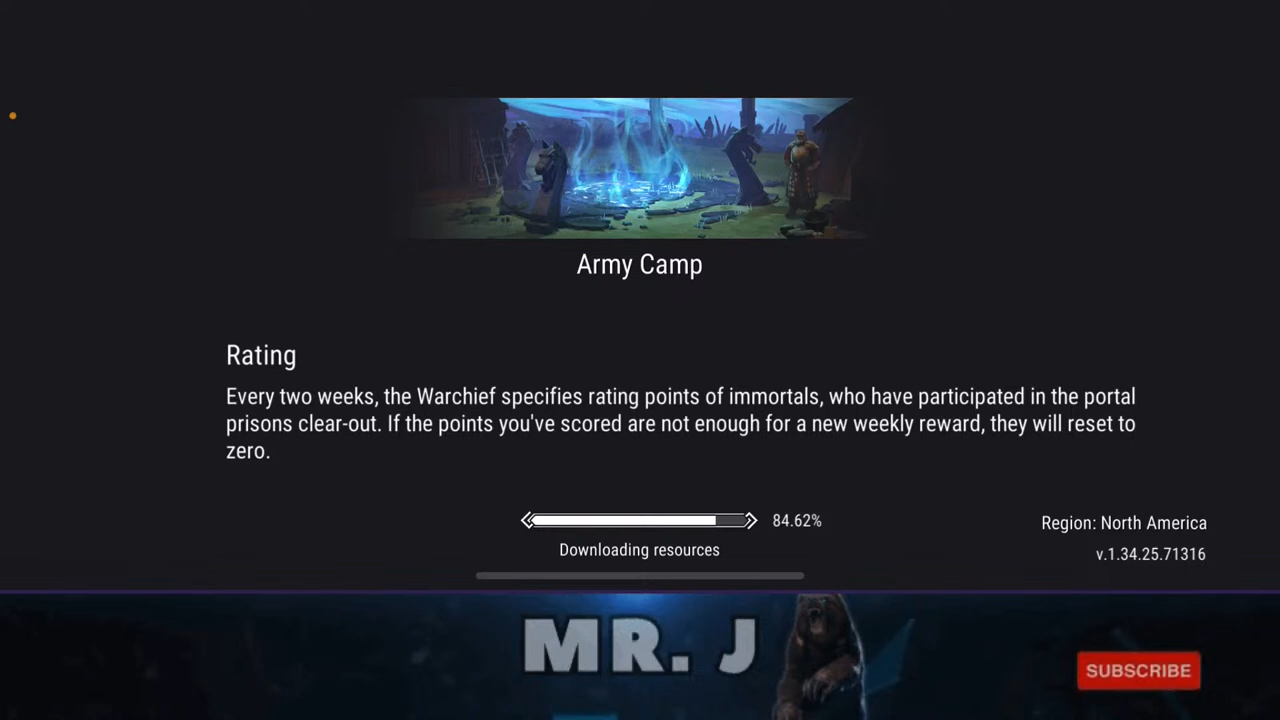 Army Camp
Rating
Every two weeks, the Warchief specifies rating points of immortals, who have participated in the portal
prisons clear-out. If the points you've scored are not enough for a new weekly reward, they will reset to
zero.
84.62%
Downloading resources
Region: North America
v.1.34.25.71316
MR. J
SUBSCRIBE